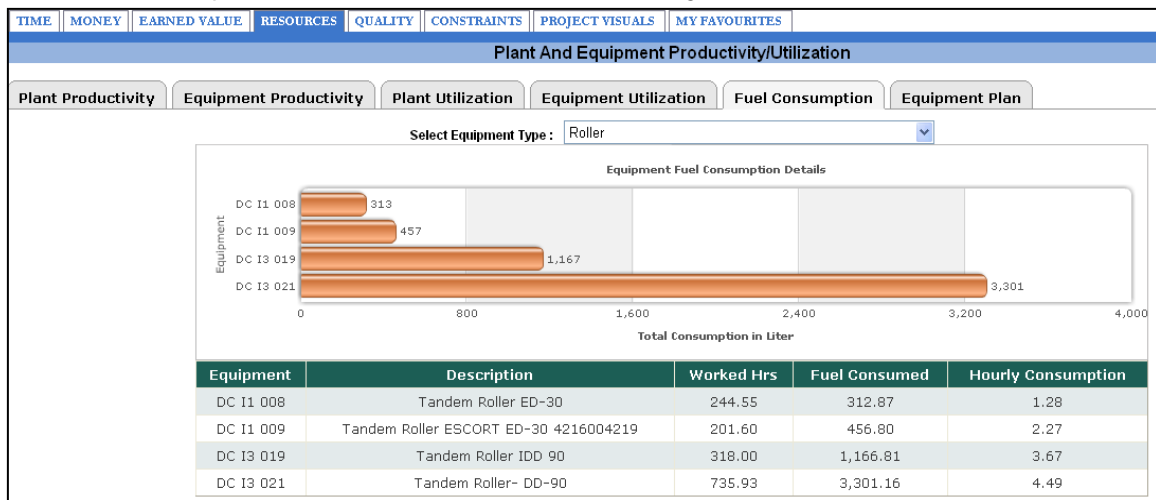 TIME MONEY EARNED VALUE RESOURCES QUALITY CONSTRAINTS PROJECT VISUALS MY FAVOURITES
Plant And Equipment Productivity/Utilization
Plant Productivity Equipment Productivity Plant Utilization Equipment Utilization Fuel Consumption Equipment Plan
Select Equipment Type : Roller
Equipment Fuel Consumption Details
Equipment
DC I1 008 313
DC I1 009 457
DC I3 019 1,167
DC I3 021 3,301
0 800 1,600 2,400 3,200 4,000
Total Consumption in Liter
Equipment Description Worked Hrs Fuel Consumed Hourly Consumption
DC I1 008 Tandem Roller ED-30 244.55 312.87 1.28
DC I1 009 Tandem Roller ESCORT ED-30 4216004219 201.60 456.80 2.27
DC I3 019 Tandem Roller IDD 90 318.00 1,166.81 3.67
DC I3 021 Tandem Roller- DD-90 735.93 3,301.16 4.49